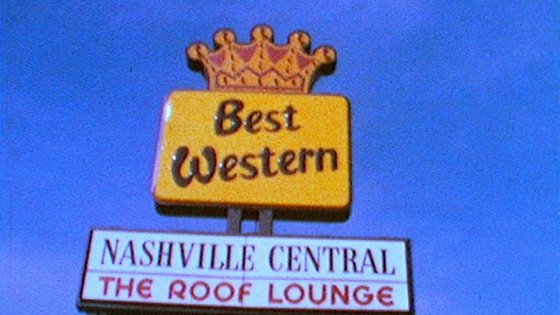 Best
Western
NASHVILLE CENTRAL
THE ROOF LOUNGE